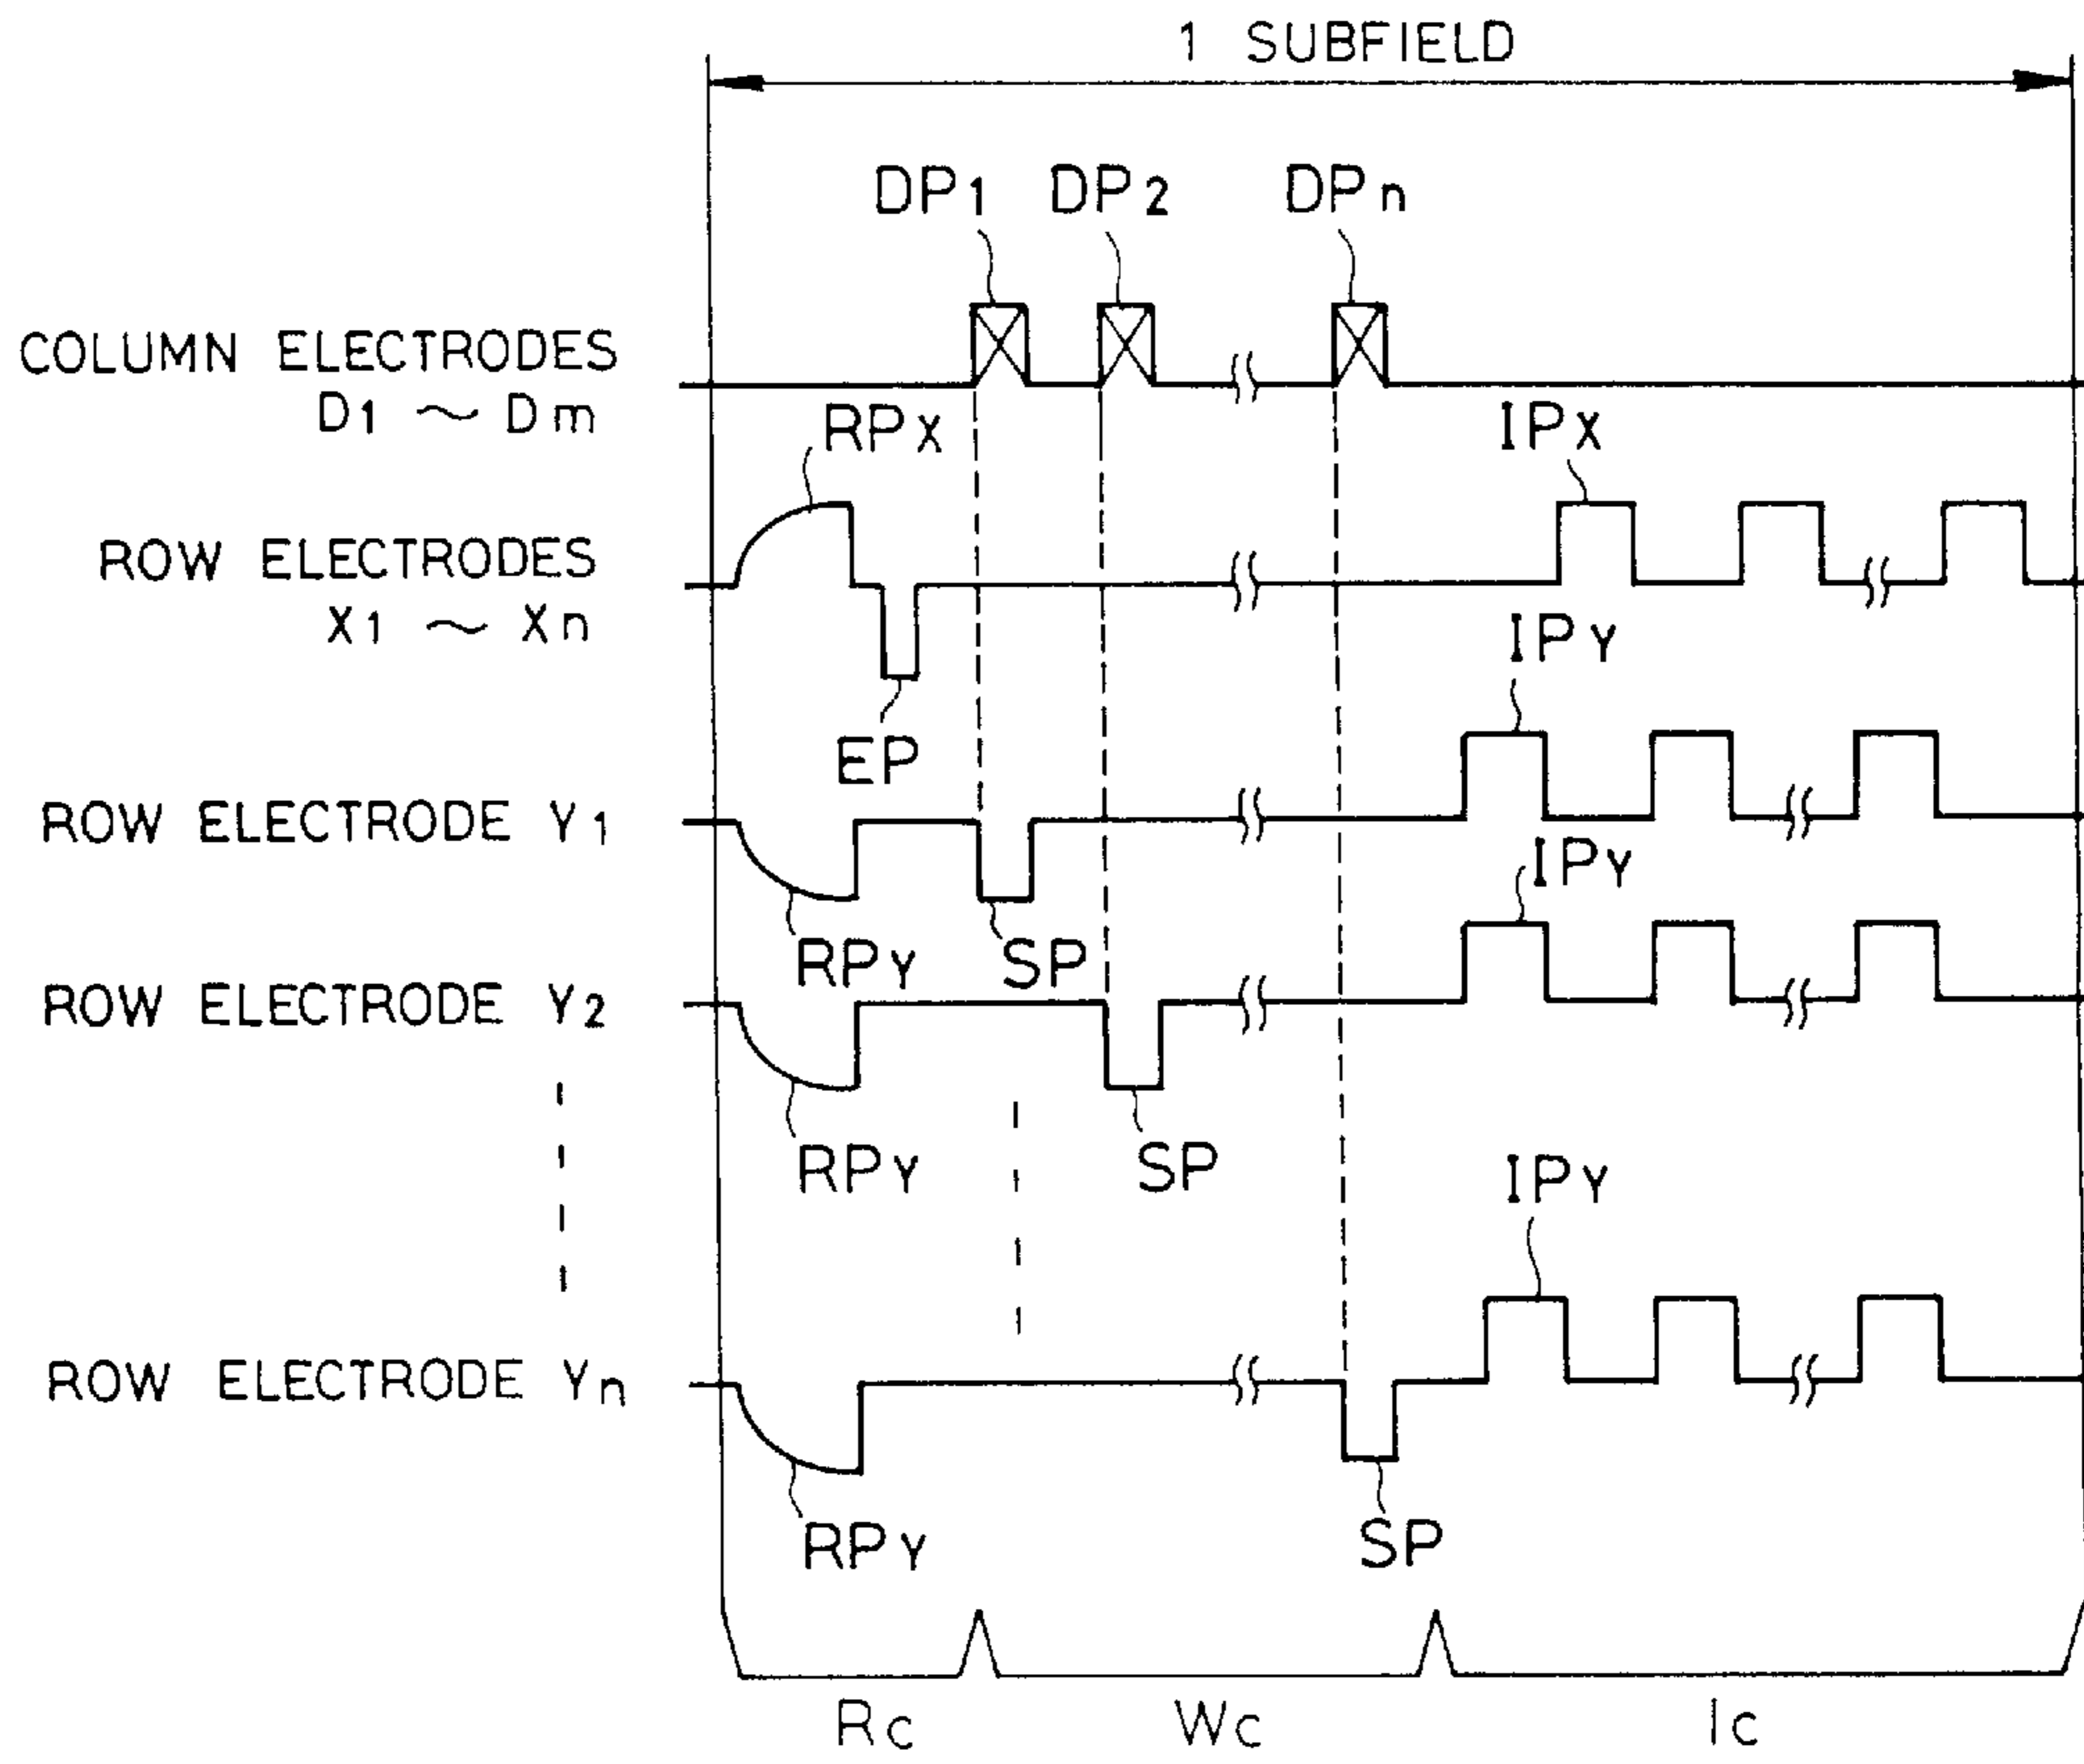 1 SUBFIELD
DP1 DP2 DPn
COLUMN ELECTRODES
D1 ~ Dm
RPX IPX
ROW ELECTRODES
X1 ~ Xn
IPY
EP
ROW ELECTRODE Y1
IPY
RPY SP
ROW ELECTRODE Y2
RPY SP IPY
ROW ELECTRODE Yn
RPY SP
Rc Wc Ic